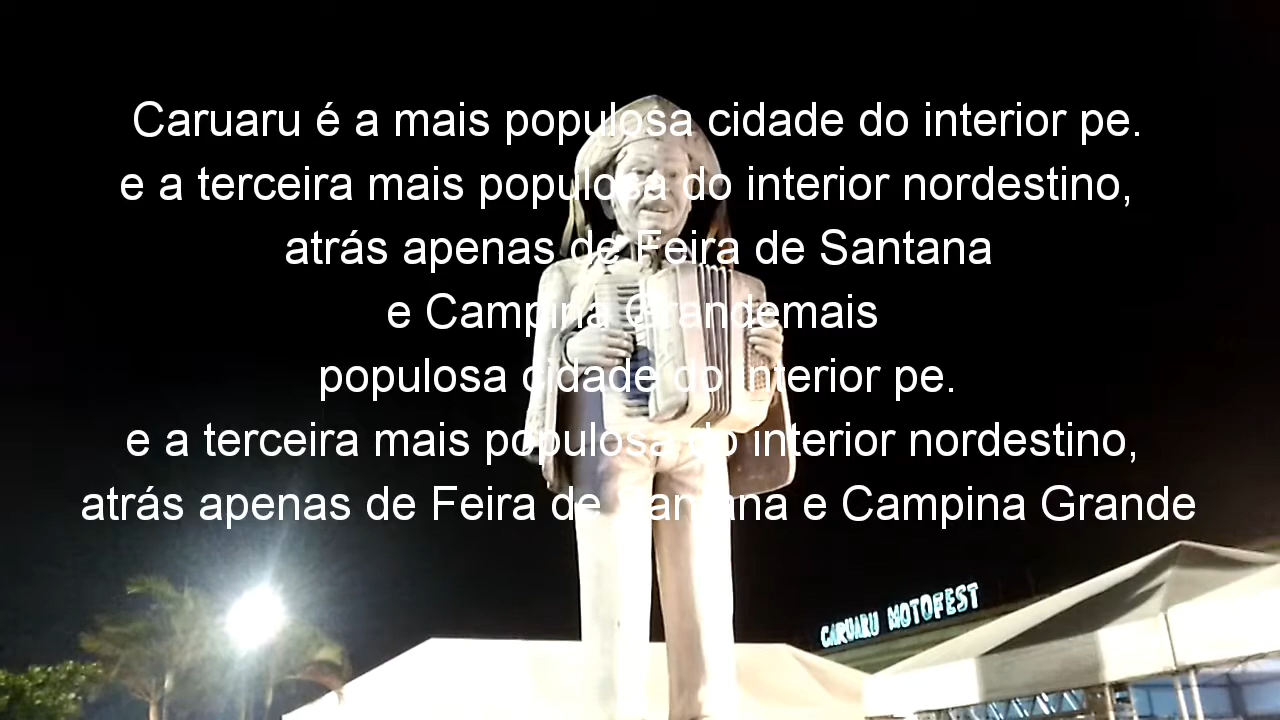 Caruaru é a mais populosa cidade do interior pe.
e a terceira mais populosa do interior nordestino,
atrás apenas de Feira de Santana
e Campina Grandemais
populosa cidade do interior pe.
e a terceira mais populosa do interior nordestino,
atrás apenas de Feira de Santana e Campina Grande
CARUARU MOTOFEST